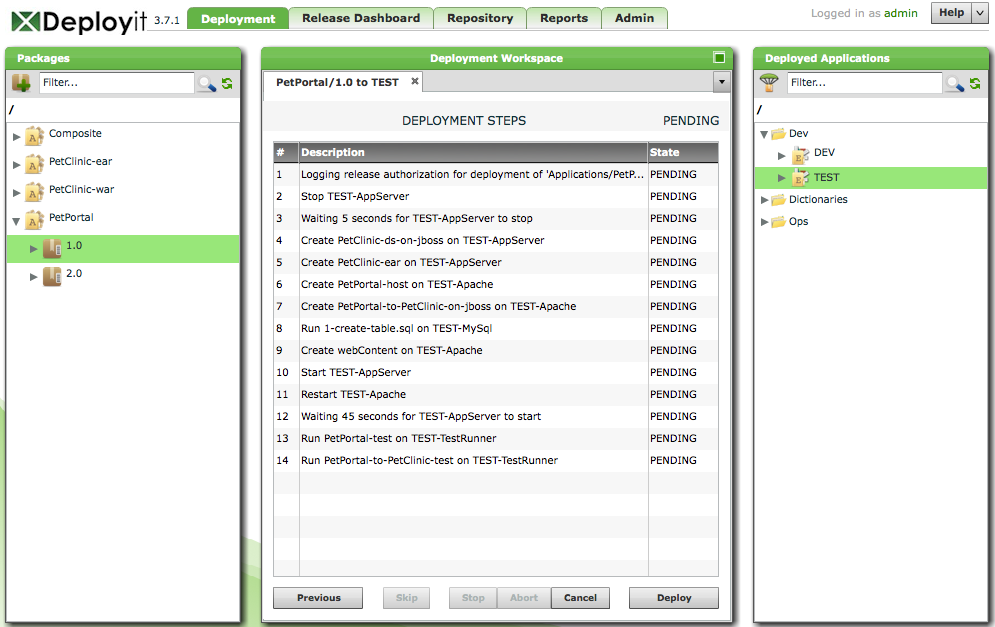 XDeployit 3.7.1
Deployment
Release Dashboard
Repository
Reports
Admin
Logged in as admin
Help
Packages
Filter...
/
Composite
PetClinic-ear
PetClinic-war
PetPortal
1.0
2.0
Deployment Workspace
PetPortal/1.0 to TEST
DEPLOYMENT STEPS PENDING
# Description State
1 Logging release authorization for deployment of 'Applications/PetP... PENDING
2 Stop TEST-AppServer PENDING
3 Waiting 5 seconds for TEST-AppServer to stop PENDING
4 Create PetClinic-ds-on-jboss on TEST-AppServer PENDING
5 Create PetClinic-ear on TEST-AppServer PENDING
6 Create PetPortal-host on TEST-Apache PENDING
7 Create PetPortal-to-PetClinic-on-jboss on TEST-Apache PENDING
8 Run 1-create-table.sql on TEST-MySql PENDING
9 Create webContent on TEST-Apache PENDING
10 Start TEST-AppServer PENDING
11 Restart TEST-Apache PENDING
12 Waiting 45 seconds for TEST-AppServer to start PENDING
13 Run PetPortal-test on TEST-TestRunner PENDING
14 Run PetPortal-to-PetClinic-test on TEST-TestRunner PENDING
Previous
Skip
Stop
Abort
Cancel
Deploy
Deployed Applications
Filter...
/
Dev
DEV
TEST
Dictionaries
Ops